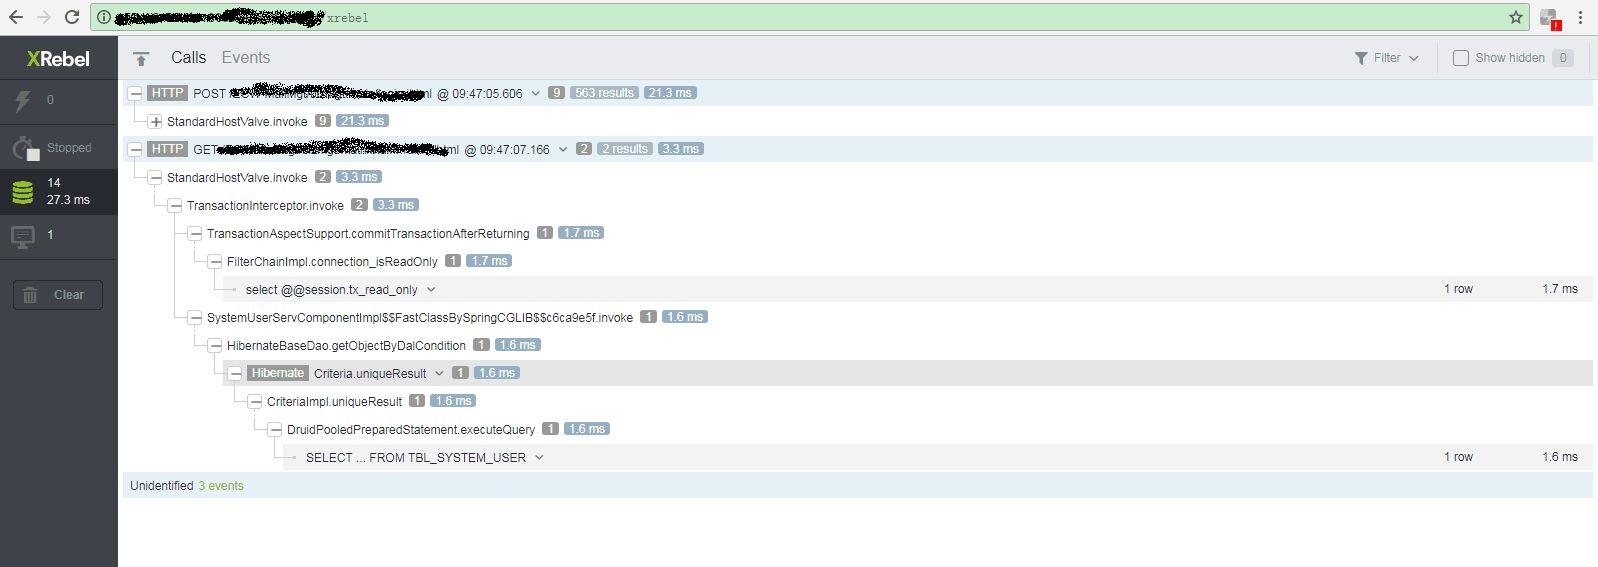 xrebel
XRebel
Calls Events Filter Show hidden 0
0
Stopped
14
27.3 ms
1
Clear
HTTP POST @ 09:47:05.606 9 563 results 21.3 ms
StandardHostValve.invoke 9 21.3 ms
HTTP GET @ 09:47:07.166 2 2 results 3.3 ms
StandardHostValve.invoke 2 3.3 ms
TransactionInterceptor.invoke 2 3.3 ms
TransactionAspectSupport.commitTransactionAfterReturning 1 1.7 ms
FilterChainImpl.connection_isReadOnly 1 1.7 ms
select @@session.tx_read_only 1 row 1.7 ms
SystemUserServComponentImpl$$FastClassBySpringCGLIB$$c6ca9e5f.invoke 1 1.6 ms
HibernateBaseDao.getObjectByDalCondition 1 1.6 ms
Hibernate Criteria.uniqueResult 1 1.6 ms
CriteriaImpl.uniqueResult 1 1.6 ms
DruidPooledPreparedStatement.executeQuery 1 1.6 ms
SELECT ... FROM TBL_SYSTEM_USER 1 row 1.6 ms
Unidentified 3 events